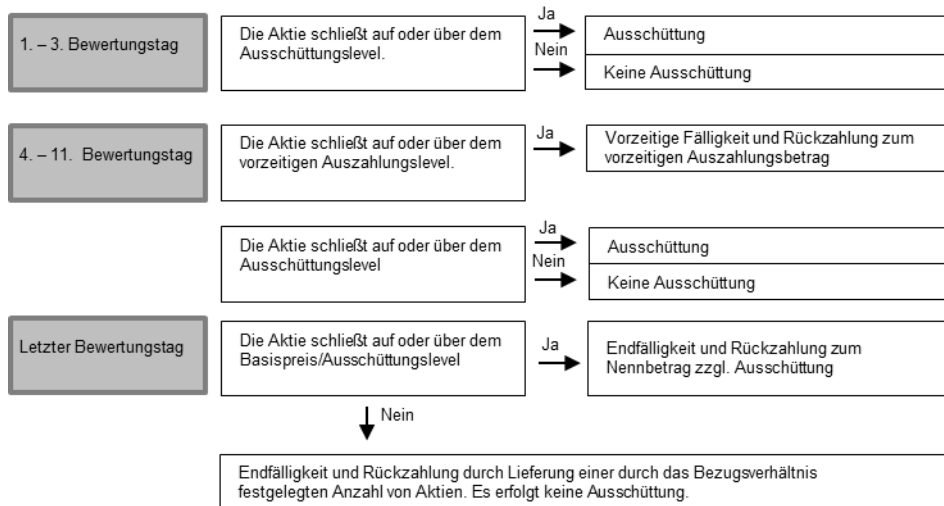 1. – 3. Bewertungstag
Die Aktie schließt auf oder über dem
Ausschüttungslevel.
Ja
Nein
Ausschüttung
Keine Ausschüttung
4. – 11. Bewertungstag
Die Aktie schließt auf oder über dem
vorzeitigen Auszahlungslevel.
Ja
Vorzeitige Fälligkeit und Rückzahlung zum
vorzeitigen Auszahlungsbetrag
Die Aktie schließt auf oder über dem
Ausschüttungslevel
Ja
Nein
Ausschüttung
Keine Ausschüttung
Letzter Bewertungstag
Die Aktie schließt auf oder über dem
Basispreis/Ausschüttungslevel
Ja
Endfälligkeit und Rückzahlung zum
Nennbetrag zzgl. Ausschüttung
Nein
Endfälligkeit und Rückzahlung durch Lieferung einer durch das Bezugsverhältnis
festgelegten Anzahl von Aktien. Es erfolgt keine Ausschüttung.